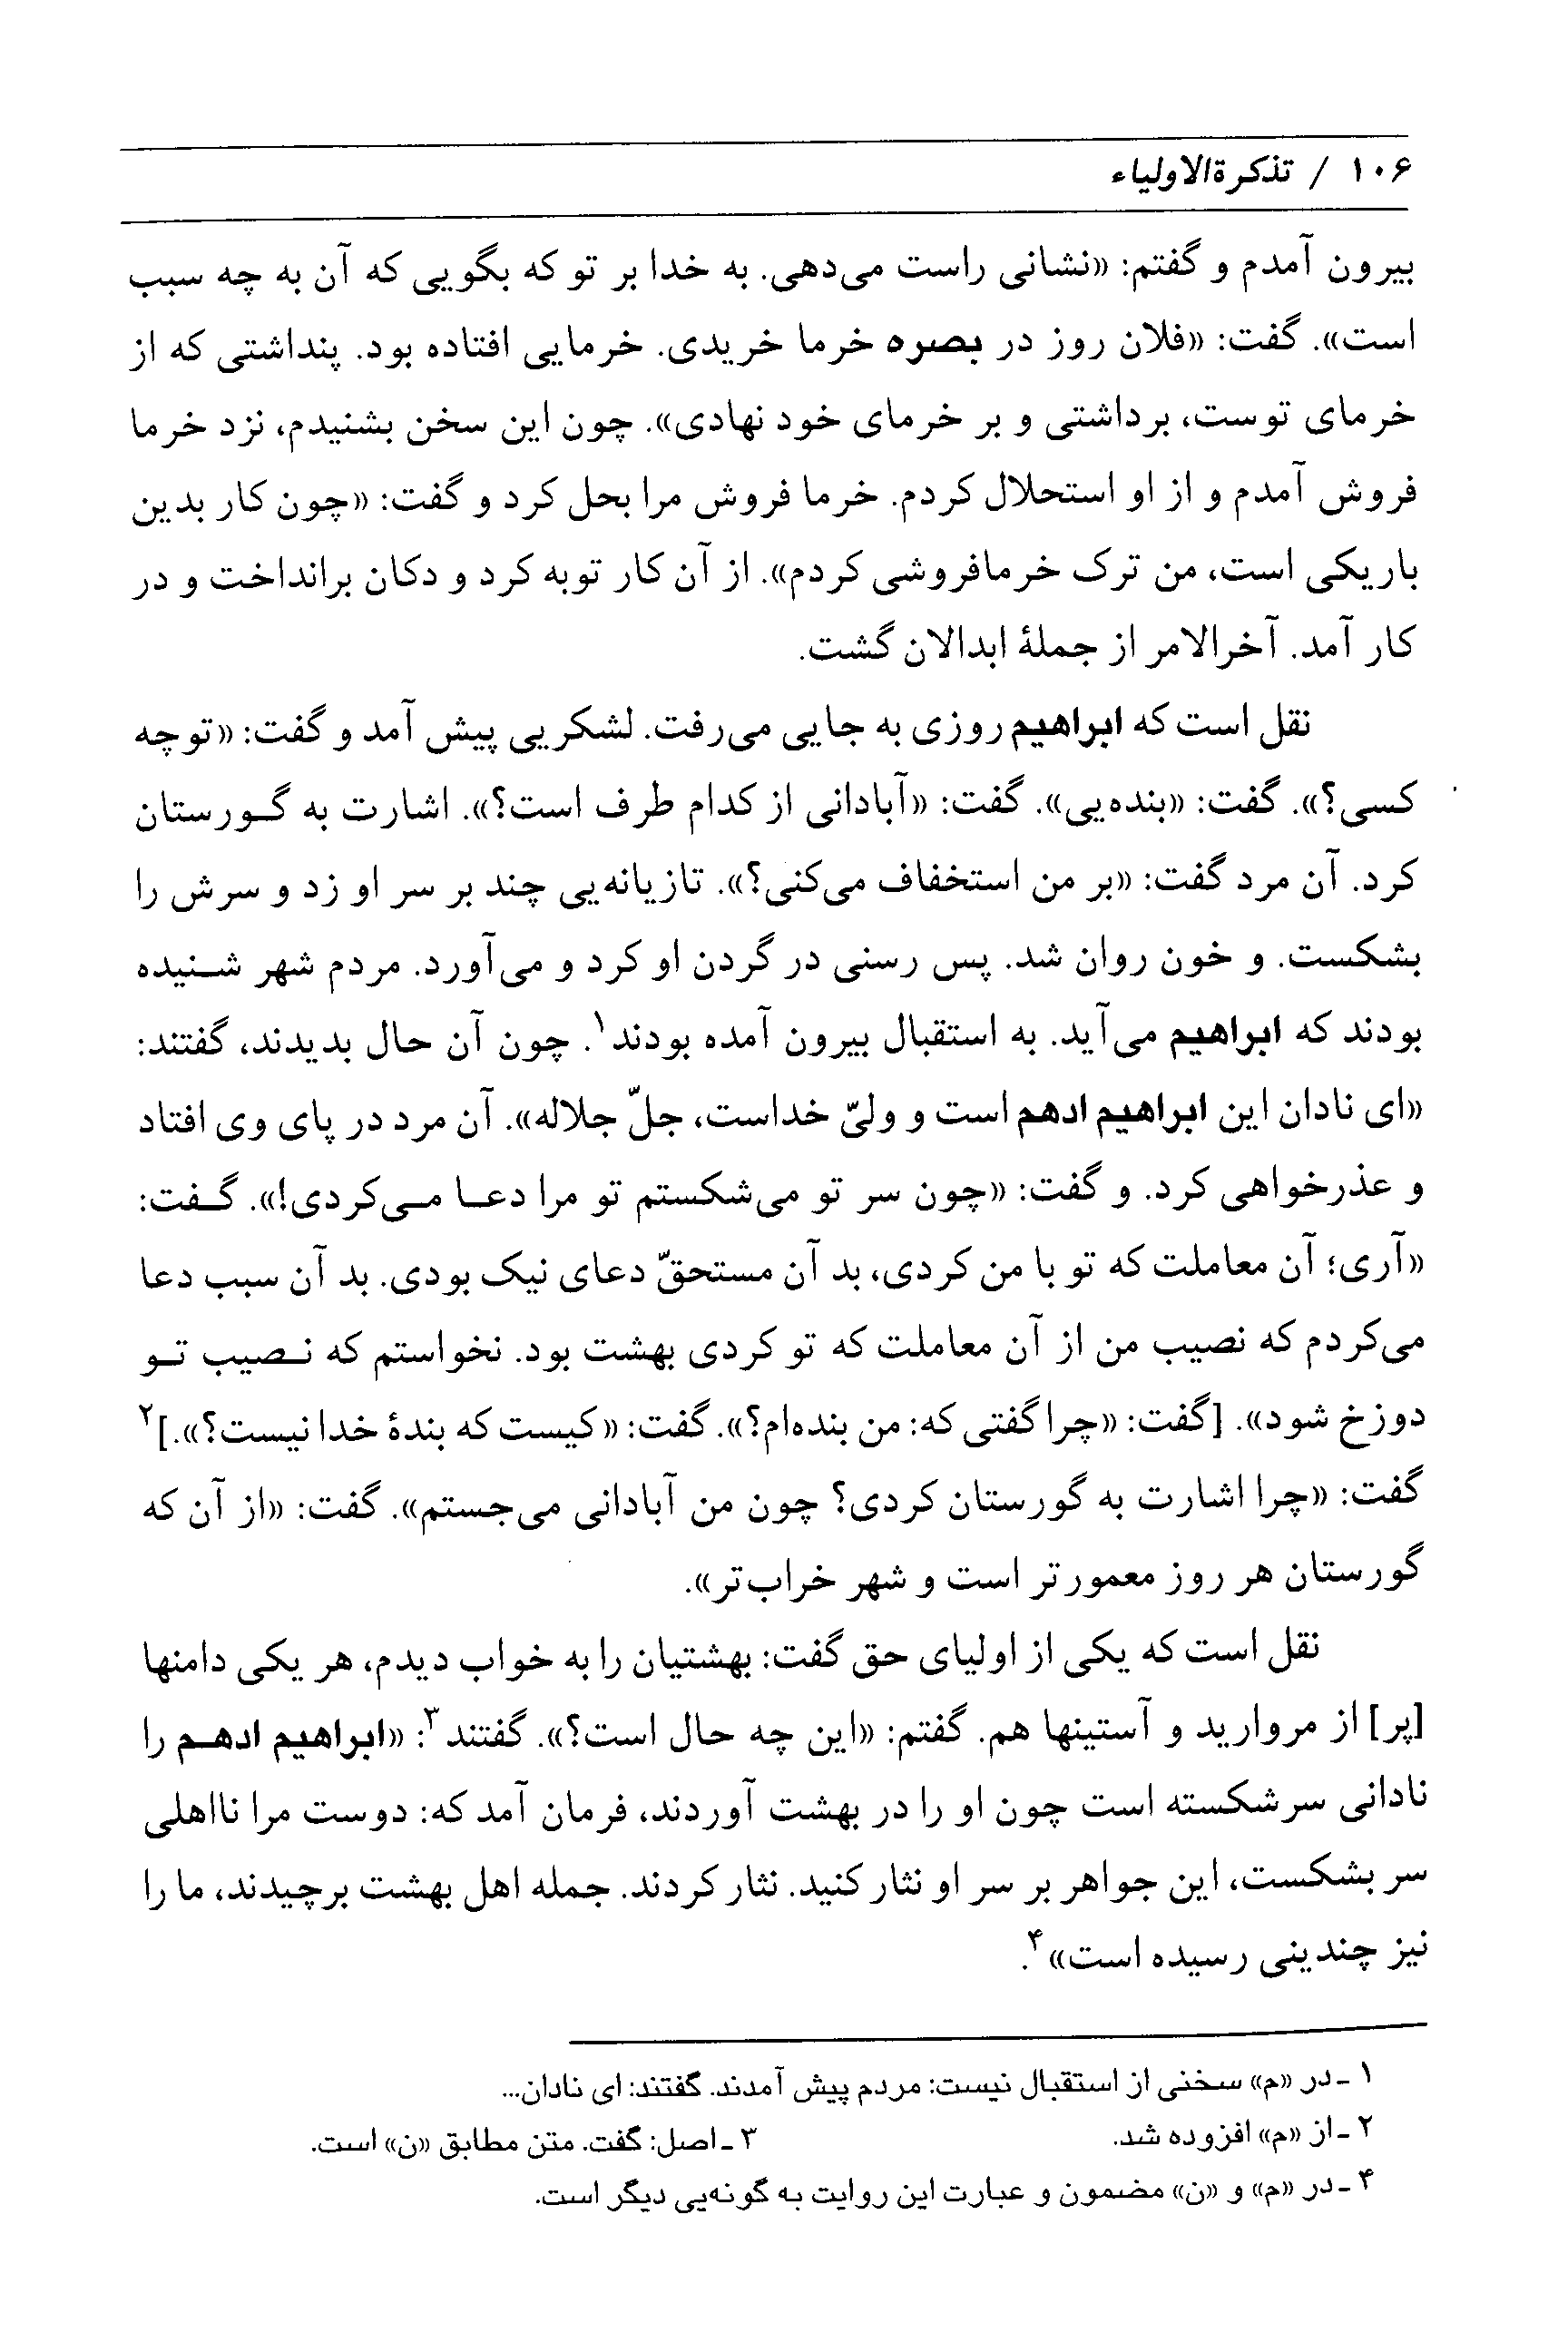 ۱۰۶ / تذکرةالاولیاء
بیرون آمدم و گفتم: «نشانی راست می‌دهی. به خدا بر تو که بگویی که آن به چه سبب
است». گفت: «فلان روز در بصره خرما خریدی. خرمایی افتاده بود. پنداشتی که از
خرمای توست، برداشتی و بر خرمای خود نهادی». چون این سخن بشنیدم، نزد خرما
فروش آمدم و از او استحلال کردم. خرما فروش مرا بحل کرد و گفت: «چون کار بدین
باریکی است، من ترک خرمافروشی کردم». از آن کار توبه کرد و دکان برانداخت و در
کار آمد. آخرالامر از جملهٔ ابدالان گشت.
نقل است که ابراهیم روزی به جایی می‌رفت. لشکریی پیش آمد و گفت: «تو چه
کسی؟». گفت: «بنده‌یی». گفت: «آبادانی از کدام طرف است؟». اشارت به گورستان
کرد. آن مرد گفت: «بر من استخفاف می‌کنی؟». تازیانه‌یی چند بر سر او زد و سرش را
بشکست. و خون روان شد. پس رسنی در گردن او کرد و می‌آورد. مردم شهر شنیده
بودند که ابراهیم می‌آید. به استقبال بیرون آمده بودند۱. چون آن حال بدیدند، گفتند:
«ای نادان این ابراهیم ادهم است و ولیّ خداست، جلّ جلاله». آن مرد در پای وی افتاد
و عذرخواهی کرد. و گفت: «چون سر تو می‌شکستم تو مرا دعا می‌کردی!». گفت:
«آری؛ آن معاملت که تو با من کردی، بد آن مستحقّ دعای نیک بودی. بد آن سبب دعا
می‌کردم که نصیب من از آن معاملت که تو کردی بهشت بود. نخواستم که نصیب تو
دوزخ شود». [گفت: «چرا گفتی که: من بنده‌ام؟». گفت: «کیست که بندهٔ خدا نیست؟».]۲
گفت: «چرا اشارت به گورستان کردی؟ چون من آبادانی می‌جستم». گفت: «از آن که
گورستان هر روز معمورتر است و شهر خراب‌تر».
نقل است که یکی از اولیای حق گفت: بهشتیان را به خواب دیدم، هر یکی دامنها
[پر] از مروارید و آستینها هم. گفتم: «این چه حال است؟». گفتند۳: «ابراهیم ادهم را
نادانی سرشکسته است چون او را در بهشت آوردند، فرمان آمد که: دوست مرا نااهلی
سر بشکست، این جواهر بر سر او نثار کنید. نثار کردند. جمله اهل بهشت برچیدند، ما را
نیز چندینی رسیده است»۴.
۱ ـ در «م» سخنی از استقبال نیست: مردم پیش آمدند. گفتند: ای نادان...
۲ ـ از «م» افزوده شد. ۳ ـ اصل: گفت. متن مطابق «ن» است.
۴ ـ در «م» و «ن» مضمون و عبارت این روایت به گونه‌یی دیگر است.